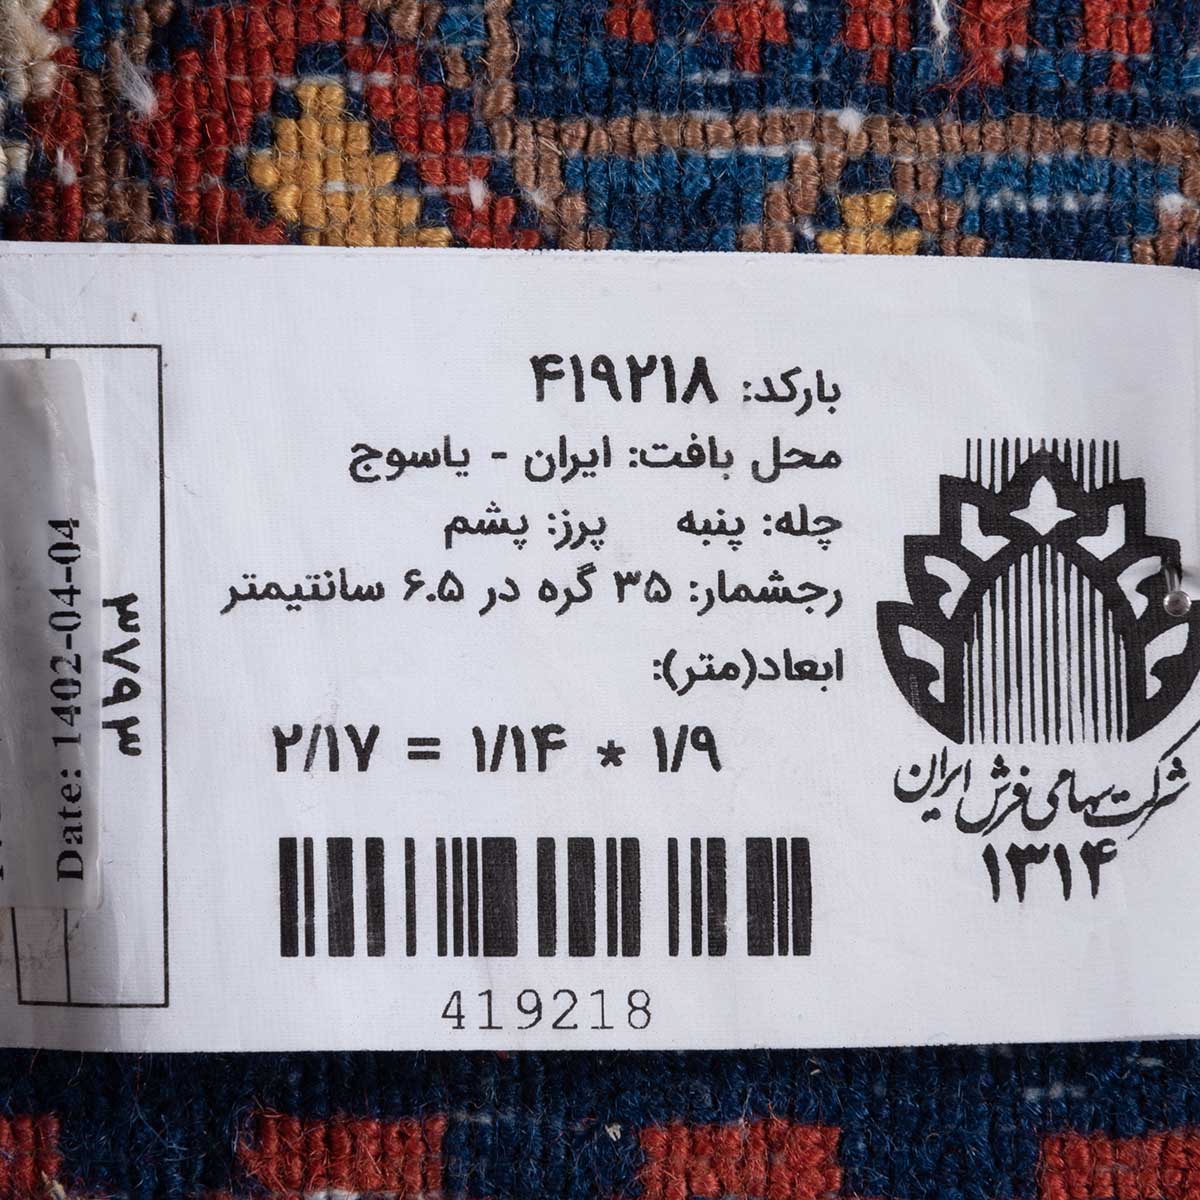 بارکد: ۴۱۹۲۱۸
محل بافت: ایران - یاسوج
چله: پنبه پرز: پشم
رجشمار: ۳۵ گره در ۶.۵ سانتیمتر
ابعاد(متر):
۲/۱۷ = ۱/۱۴ * ۱/۹
419218
شرکت سهامی فرش ایران
۱۳۱۴
۳۷۹۳
Date: 1402-04-04